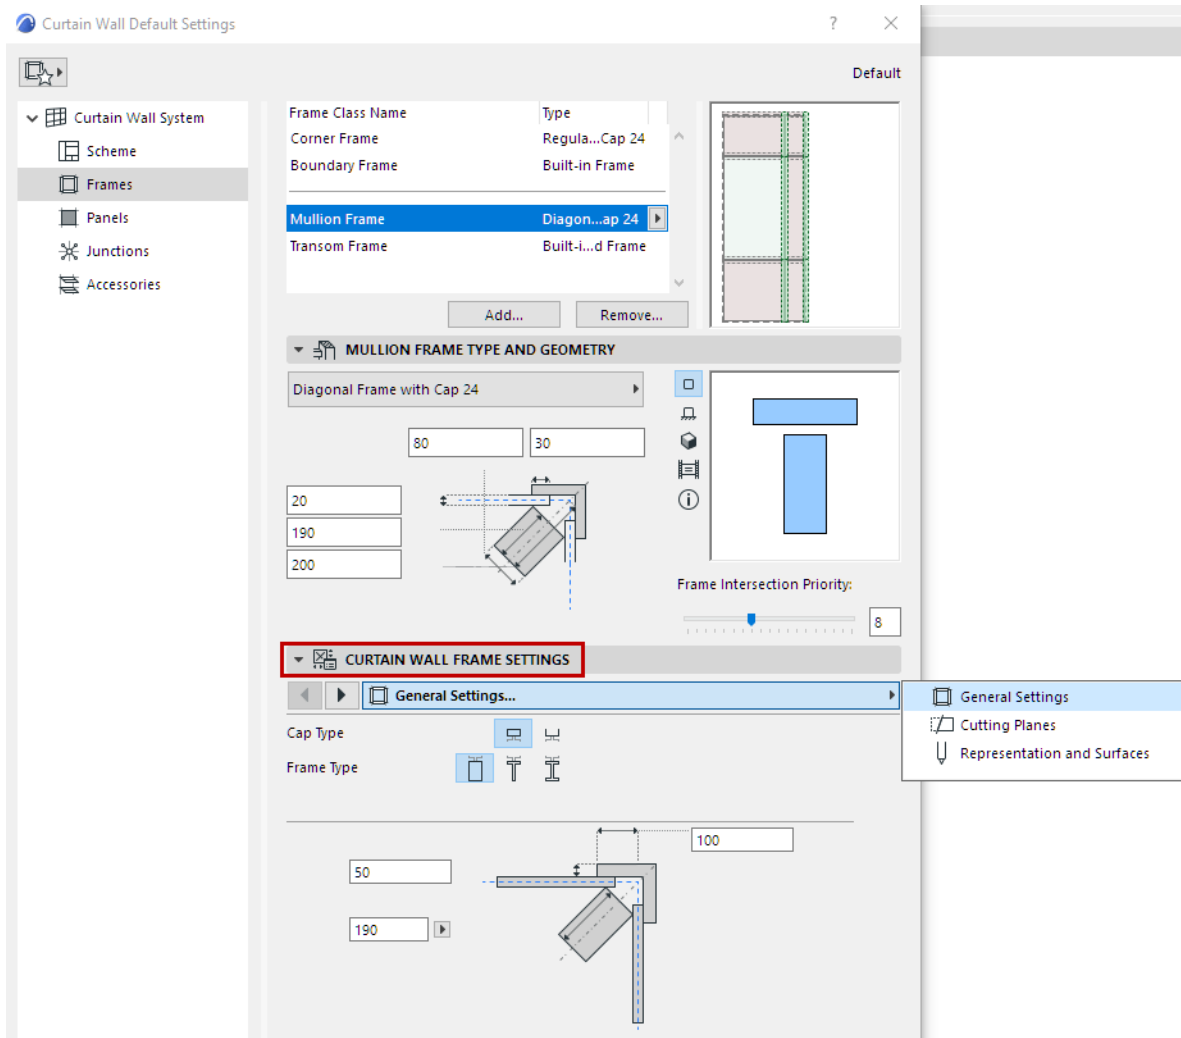 Curtain Wall Default Settings
?
Default
Curtain Wall System
Scheme
Frames
Panels
Junctions
Accessories
Frame Class Name Type
Corner Frame Regula...Cap 24
Boundary Frame Built-in Frame
Mullion Frame Diagon...ap 24
Transom Frame Built-i...d Frame
Add... Remove...
MULLION FRAME TYPE AND GEOMETRY
Diagonal Frame with Cap 24
80 30
20
190
200
Frame Intersection Priority:
8
CURTAIN WALL FRAME SETTINGS
General Settings...
General Settings
Cutting Planes
Representation and Surfaces
Cap Type
Frame Type
100
50
190